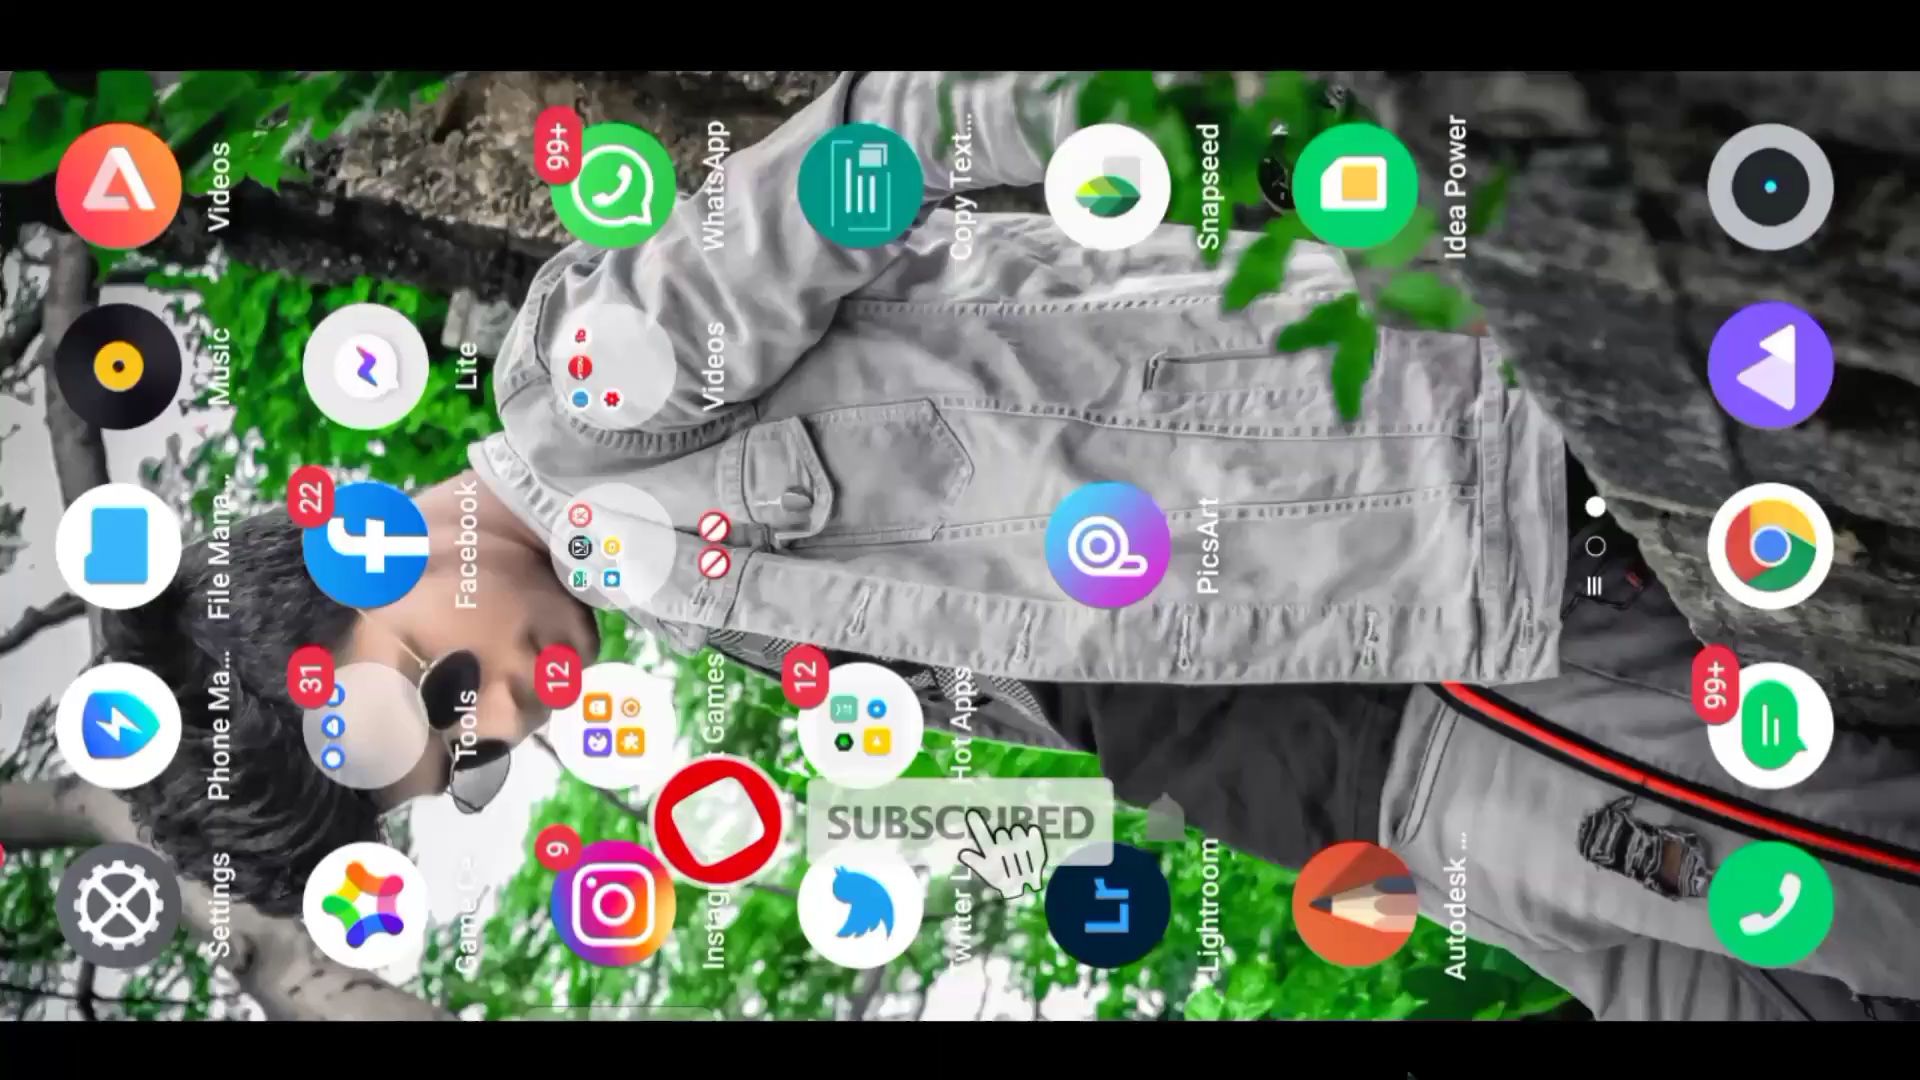 Settings
Phone Ma...
File Mana...
Music
Videos
31
Tools
22
Facebook
Lite
9
12
Hot Apps
12
Games
Videos
99+
WhatsApp
Copy Text...
SUBSCRIBED
Lr
Lightroom
PicsArt
Snapseed
Autodesk ...
Idea Power
99+